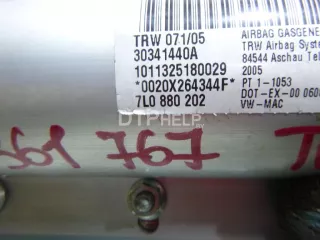 TRW 071/05
30341440A
1011325180029
*0020X264344F*
7L0 880 202
AIRBAG GASGENE
TRW Airbag Syste
84544 Aschau Tel
2005
PT 1-1053
DOT-EX-00 060
VW-MAC
DTPHELP
767